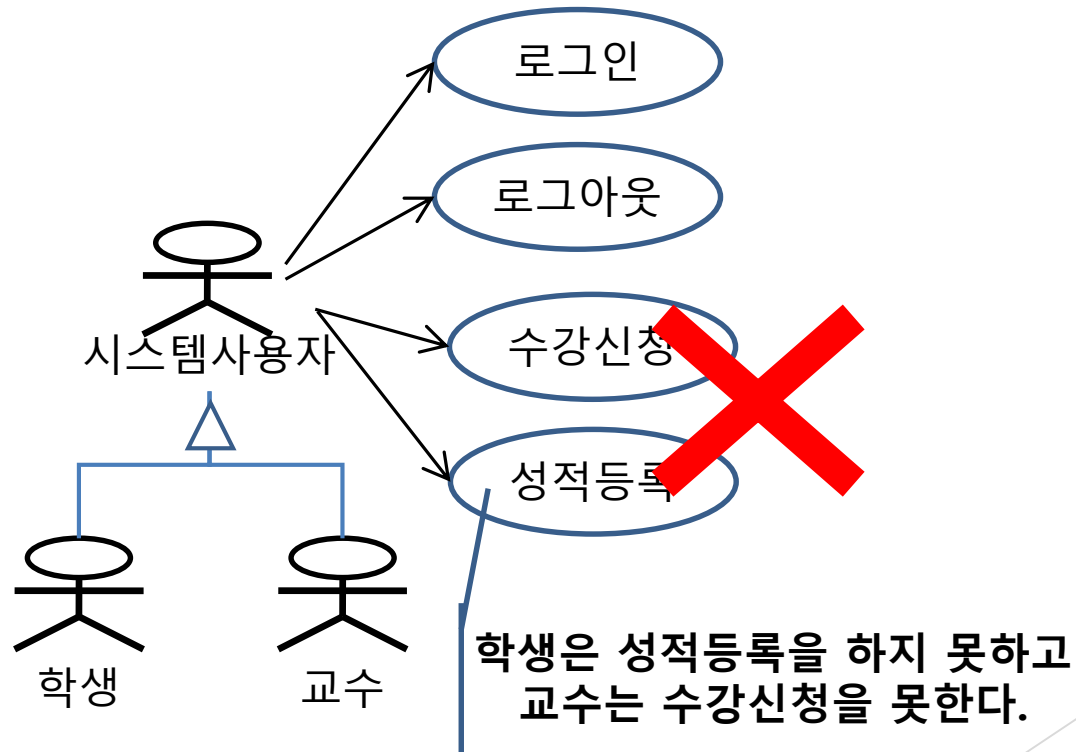 로그인
로그아웃
시스템사용자
수강신청
성적등록
학생
교수
학생은 성적등록을 하지 못하고
교수는 수강신청을 못한다.